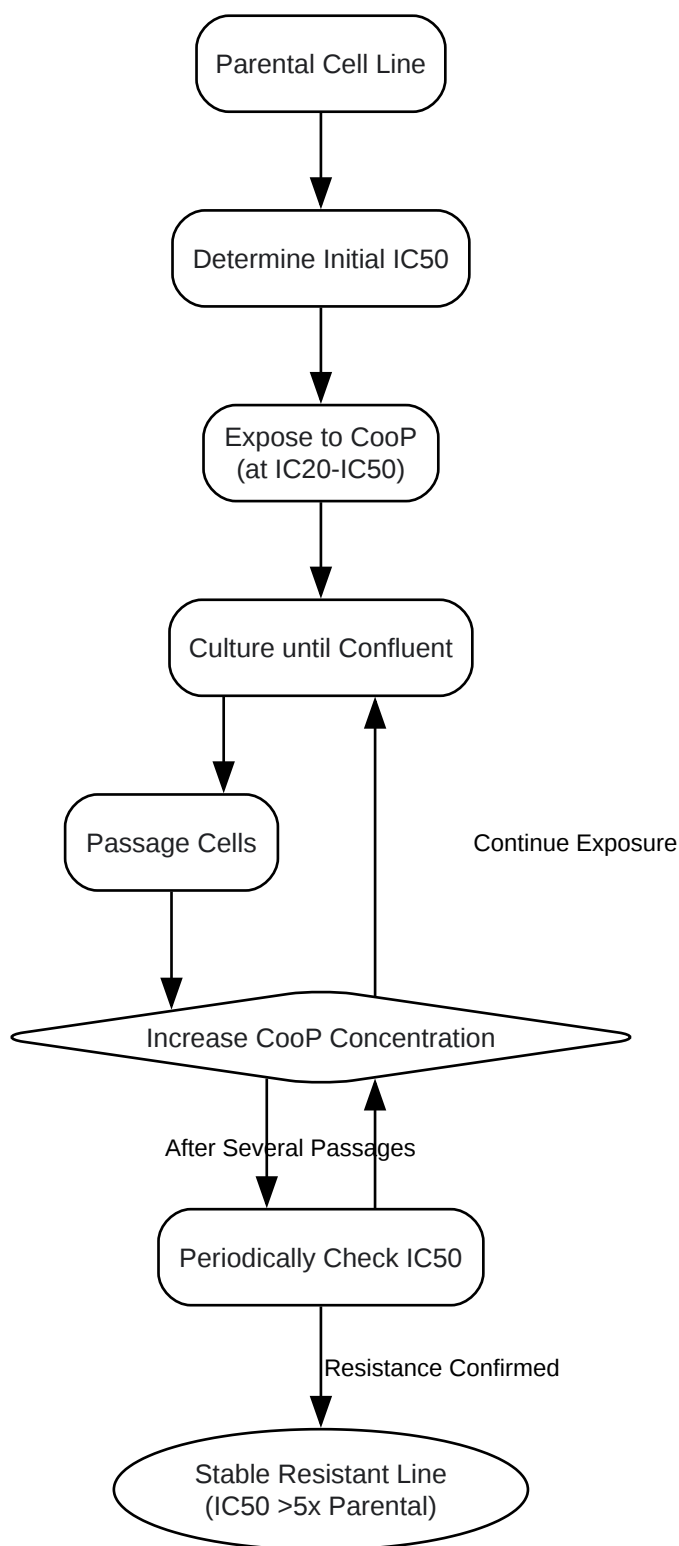 Parental Cell Line
Determine Initial IC50
Expose to CooP
(at IC20-IC50)
Culture until Confluent
Passage Cells
Continue Exposure
Increase CooP Concentration
After Several Passages
Periodically Check IC50
Resistance Confirmed
Stable Resistant Line
(IC50 >5x Parental)